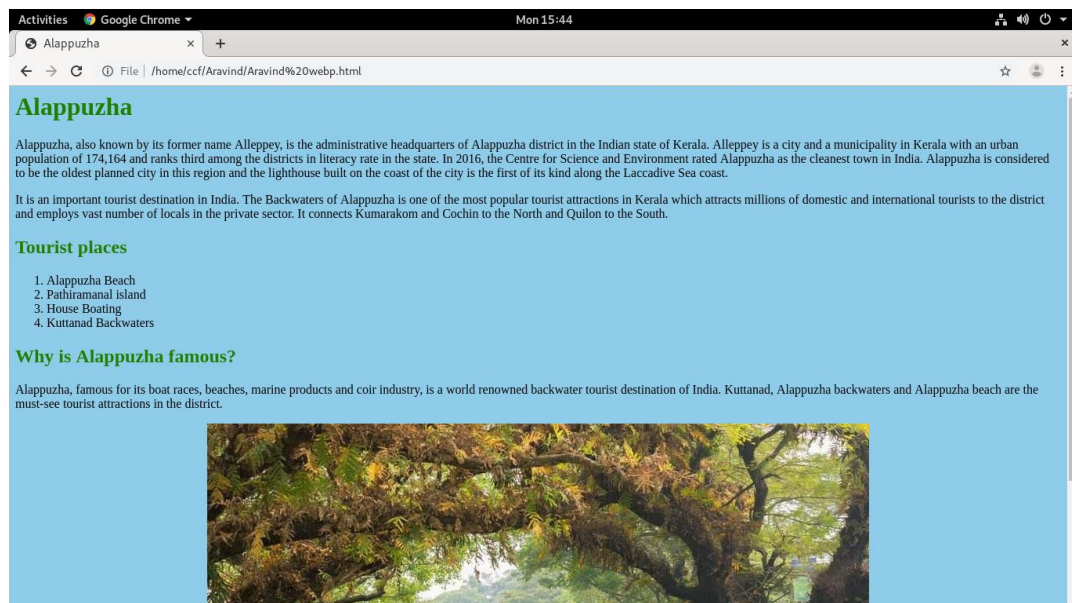 Activities Google Chrome Mon 15:44
Alappuzha
File /home/ccf/Aravind/Aravind%20webp.html
Alappuzha
Alappuzha, also known by its former name Alleppey, is the administrative headquarters of Alappuzha district in the Indian state of Kerala. Alleppey is a city and a municipality in Kerala with an urban
population of 174,164 and ranks third among the districts in literacy rate in the state. In 2016, the Centre for Science and Environment rated Alappuzha as the cleanest town in India. Alappuzha is considered
to be the oldest planned city in this region and the lighthouse built on the coast of the city is the first of its kind along the Laccadive Sea coast.
It is an important tourist destination in India. The Backwaters of Alappuzha is one of the most popular tourist attractions in Kerala which attracts millions of domestic and international tourists to the district
and employs vast number of locals in the private sector. It connects Kumarakom and Cochin to the North and Quilon to the South.
Tourist places
1. Alappuzha Beach
2. Pathiramanal island
3. House Boating
4. Kuttanad Backwaters
Why is Alappuzha famous?
Alappuzha, famous for its boat races, beaches, marine products and coir industry, is a world renowned backwater tourist destination of India. Kuttanad, Alappuzha backwaters and Alappuzha beach are the
must-see tourist attractions in the district.